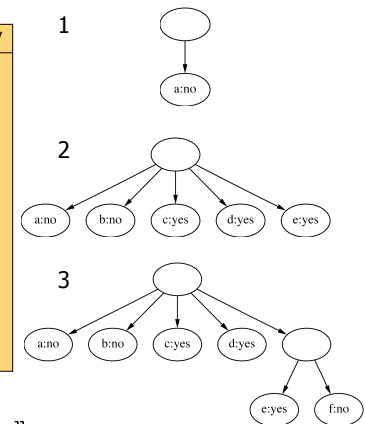 1
a:no
2
a:no b:no c:yes d:yes e:yes
3
a:no b:no c:yes d:yes
e:yes f:no